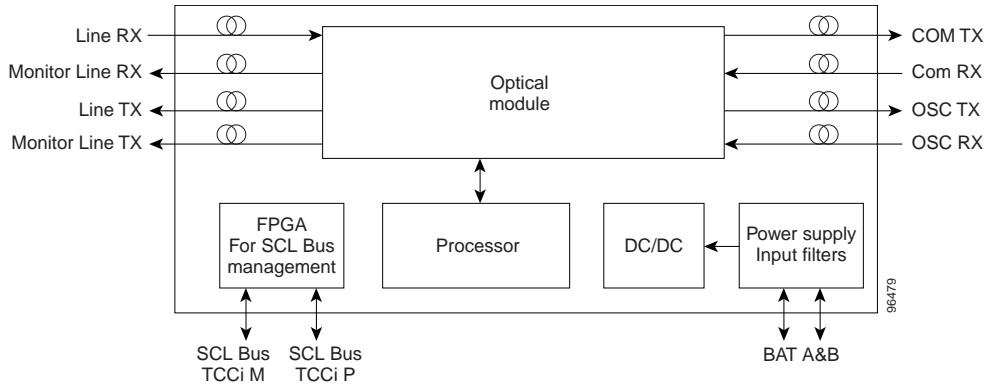 Line RX
Monitor Line RX
Line TX
Monitor Line TX
COM TX
Com RX
OSC TX
OSC RX
Optical
module
FPGA
For SCL Bus
management
Processor
DC/DC
Power supply
Input filters
SCL Bus
TCCi M
SCL Bus
TCCi P
BAT A&B
96479